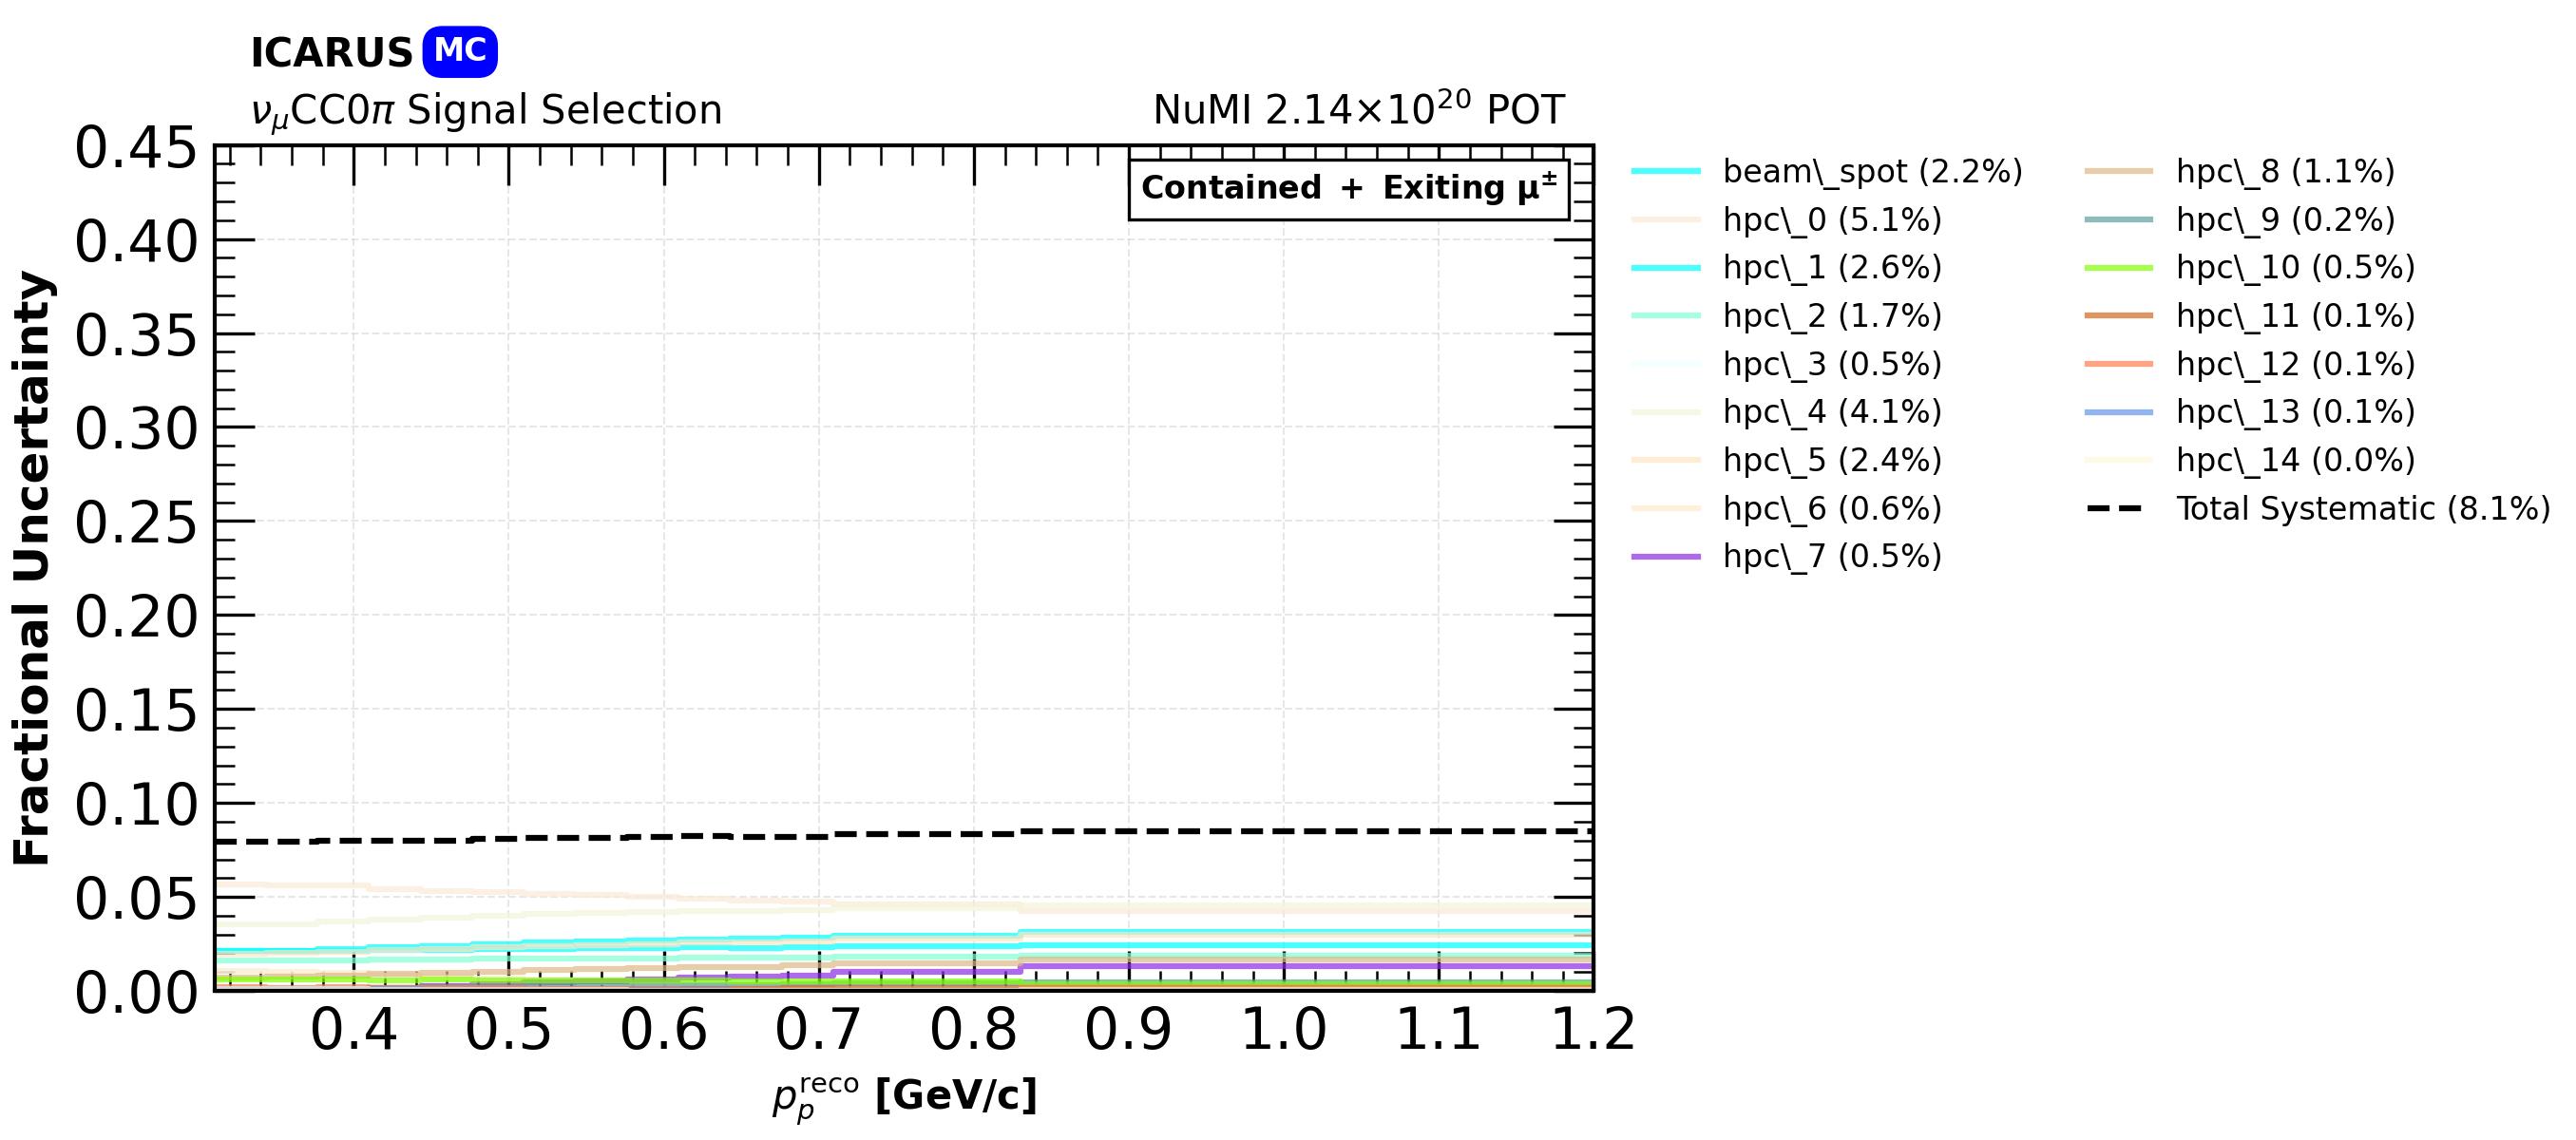 ICARUS MC
νμCC0π Signal Selection
NuMI 2.14×10²⁰ POT
Contained + Exiting μ±
Fractional Uncertainty
0.45
0.40
0.35
0.30
0.25
0.20
0.15
0.10
0.05
0.00
0.4 0.5 0.6 0.7 0.8 0.9 1.0 1.1 1.2
p_p^reco [GeV/c]
beam\_spot (2.2%)
hpc\_0 (5.1%)
hpc\_1 (2.6%)
hpc\_2 (1.7%)
hpc\_3 (0.5%)
hpc\_4 (4.1%)
hpc\_5 (2.4%)
hpc\_6 (0.6%)
hpc\_7 (0.5%)
hpc\_8 (1.1%)
hpc\_9 (0.2%)
hpc\_10 (0.5%)
hpc\_11 (0.1%)
hpc\_12 (0.1%)
hpc\_13 (0.1%)
hpc\_14 (0.0%)
Total Systematic (8.1%)